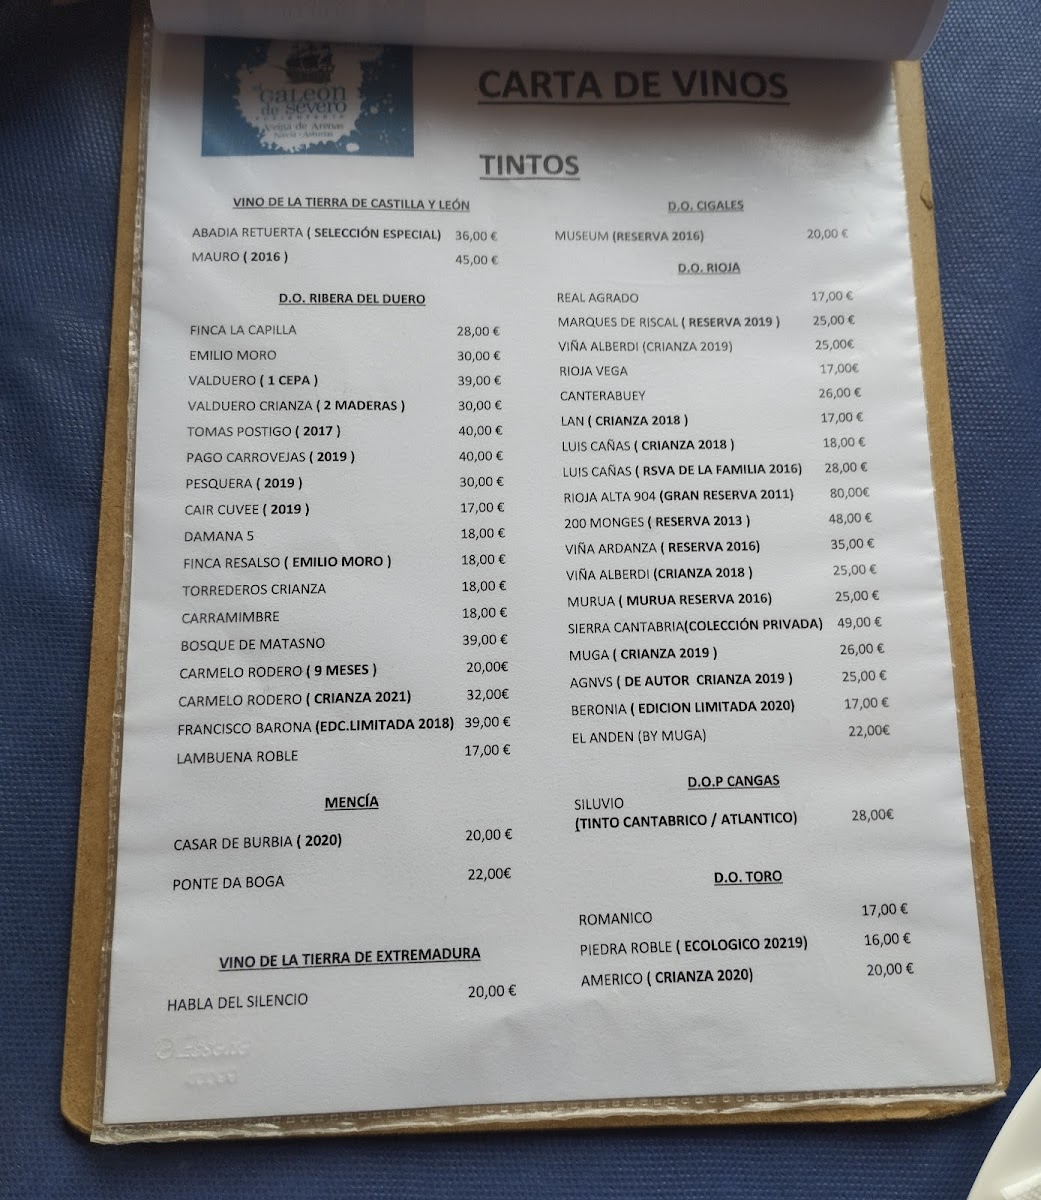 GaLeón
de Severo
Veiga de Arenas
Navia - Asturias
CARTA DE VINOS
TINTOS
VINO DE LA TIERRA DE CASTILLA Y LEÓN
ABADIA RETUERTA ( SELECCIÓN ESPECIAL) 36,00 €
MAURO ( 2016 ) 45,00 €
D.O. RIBERA DEL DUERO
FINCA LA CAPILLA 28,00 €
EMILIO MORO 30,00 €
VALDUERO ( 1 CEPA ) 39,00 €
VALDUERO CRIANZA ( 2 MADERAS ) 30,00 €
TOMAS POSTIGO ( 2017 ) 40,00 €
PAGO CARROVEJAS ( 2019 ) 40,00 €
PESQUERA ( 2019 ) 30,00 €
CAIR CUVEE ( 2019 ) 17,00 €
DAMANA 5 18,00 €
FINCA RESALSO ( EMILIO MORO ) 18,00 €
TORREDEROS CRIANZA 18,00 €
CARRAMIMBRE 18,00 €
BOSQUE DE MATASNO 39,00 €
CARMELO RODERO ( 9 MESES ) 20,00€
CARMELO RODERO ( CRIANZA 2021) 32,00€
FRANCISCO BARONA (EDC.LIMITADA 2018) 39,00 €
LAMBUENA ROBLE 17,00 €
MENCÍA
CASAR DE BURBIA ( 2020) 20,00 €
PONTE DA BOGA 22,00€
VINO DE LA TIERRA DE EXTREMADURA
HABLA DEL SILENCIO 20,00 €
D.O. CIGALES
MUSEUM (RESERVA 2016) 20,00 €
D.O. RIOJA
REAL AGRADO 17,00 €
MARQUES DE RISCAL ( RESERVA 2019 ) 25,00 €
VIÑA ALBERDI (CRIANZA 2019) 25,00€
RIOJA VEGA 17,00€
CANTERABUEY 26,00 €
LAN ( CRIANZA 2018 ) 17,00 €
LUIS CAÑAS ( CRIANZA 2018 ) 18,00 €
LUIS CAÑAS ( RSVA DE LA FAMILIA 2016) 28,00 €
RIOJA ALTA 904 (GRAN RESERVA 2011) 80,00€
200 MONGES ( RESERVA 2013 ) 48,00 €
VIÑA ARDANZA ( RESERVA 2016) 35,00 €
VIÑA ALBERDI (CRIANZA 2018 ) 25,00 €
MURUA ( MURUA RESERVA 2016) 25,00 €
SIERRA CANTABRIA(COLECCIÓN PRIVADA) 49,00 €
MUGA ( CRIANZA 2019 ) 26,00 €
AGNVS ( DE AUTOR CRIANZA 2019 ) 25,00 €
BERONIA ( EDICION LIMITADA 2020) 17,00 €
EL ANDEN (BY MUGA) 22,00€
D.O.P CANGAS
SILUVIO
(TINTO CANTABRICO / ATLANTICO) 28,00€
D.O. TORO
ROMANICO 17,00 €
PIEDRA ROBLE ( ECOLOGICO 20219) 16,00 €
AMERICO ( CRIANZA 2020) 20,00 €